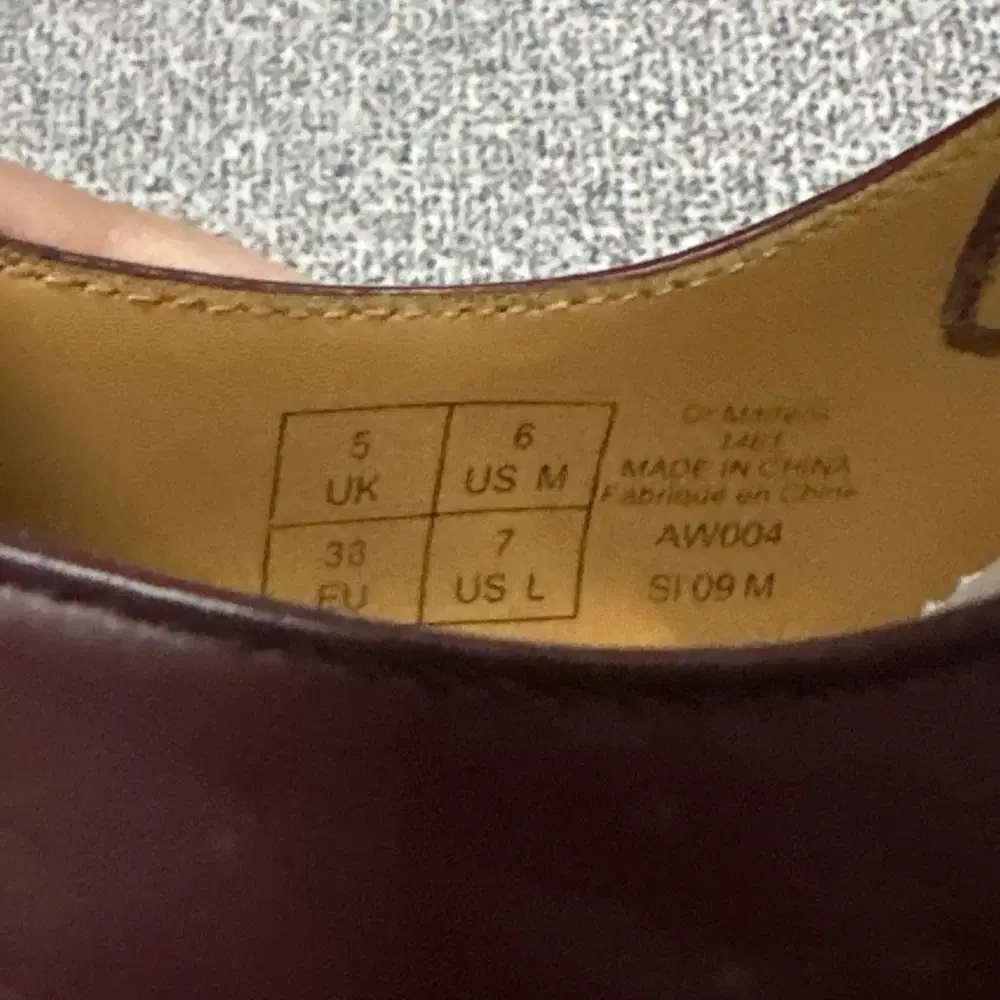 5
UK
6
US M
38
EU
7
US L
Dr Martens
1461
MADE IN CHINA
Fabriqué en Chine
AW004
SI 09 M